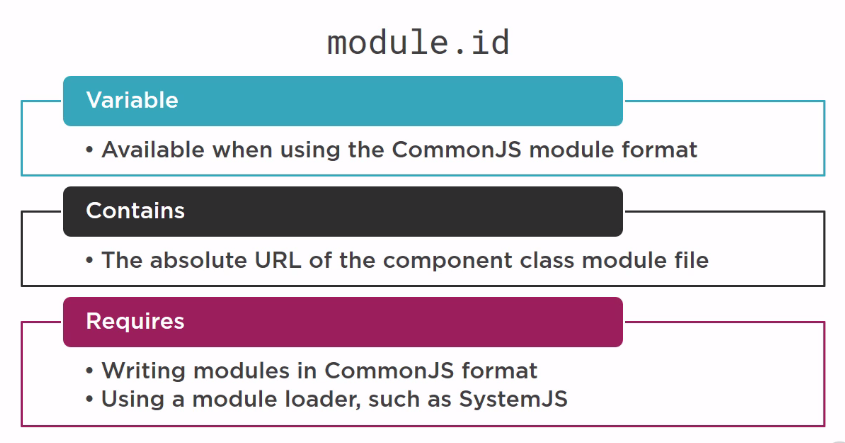 module.id
Variable
• Available when using the CommonJS module format
Contains
• The absolute URL of the component class module file
Requires
• Writing modules in CommonJS format
• Using a module loader, such as SystemJS